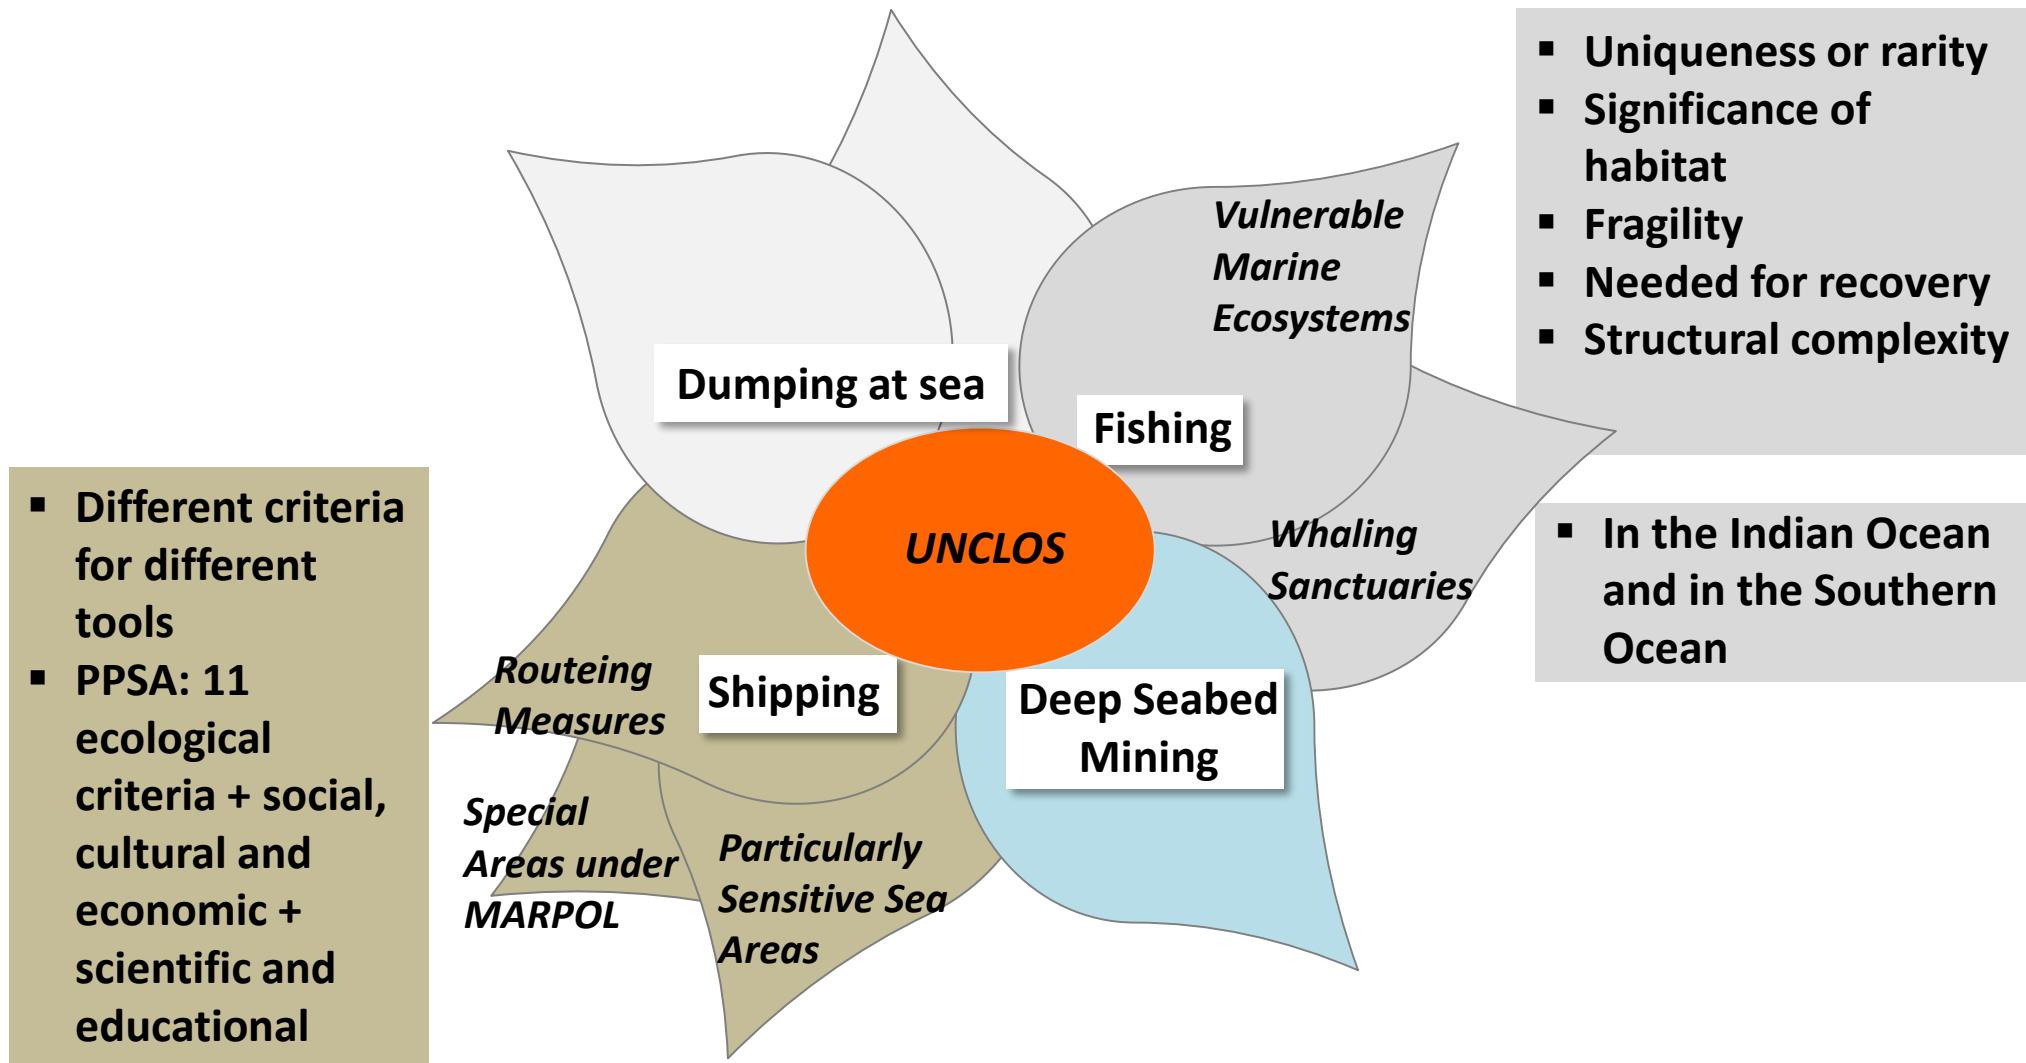 ▪ Uniqueness or rarity
▪ Significance of
habitat
▪ Fragility
▪ Needed for recovery
▪ Structural complexity
Vulnerable
Marine
Ecosystems
Dumping at sea
Fishing
UNCLOS
Whaling
Sanctuaries
▪ In the Indian Ocean
and in the Southern
Ocean
▪ Different criteria
for different
tools
▪ PPSA: 11
ecological
criteria + social,
cultural and
economic +
scientific and
educational
Routeing
Measures
Shipping
Deep Seabed
Mining
Special
Areas under
MARPOL
Particularly
Sensitive Sea
Areas